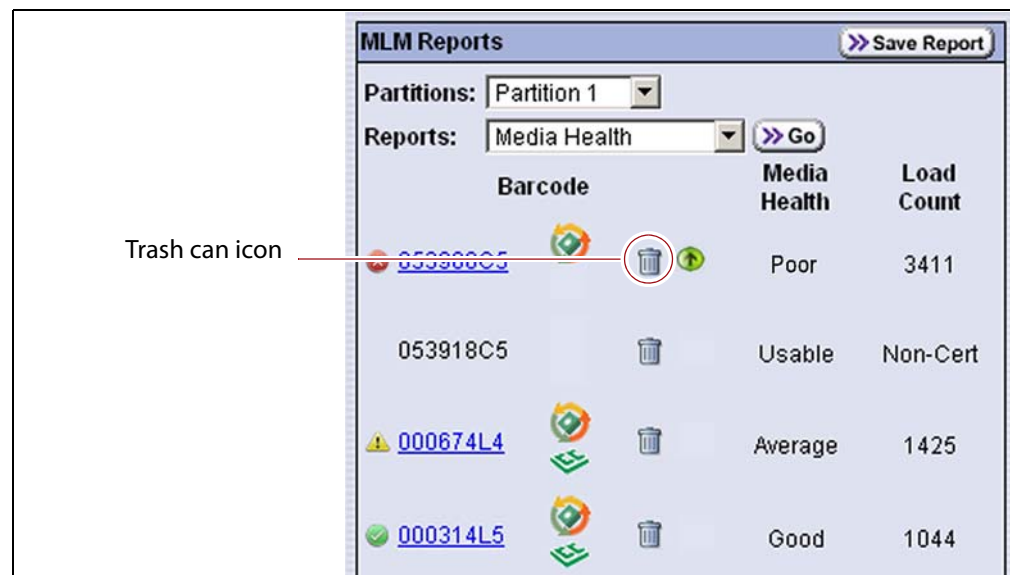 MLM Reports
Save Report
Partitions: Partition 1
Reports: Media Health Go
Barcode
Media Health
Load Count
Trash can icon
Poor 3411
053918C5 Usable Non-Cert
000674L4 Average 1425
000314L5 Good 1044